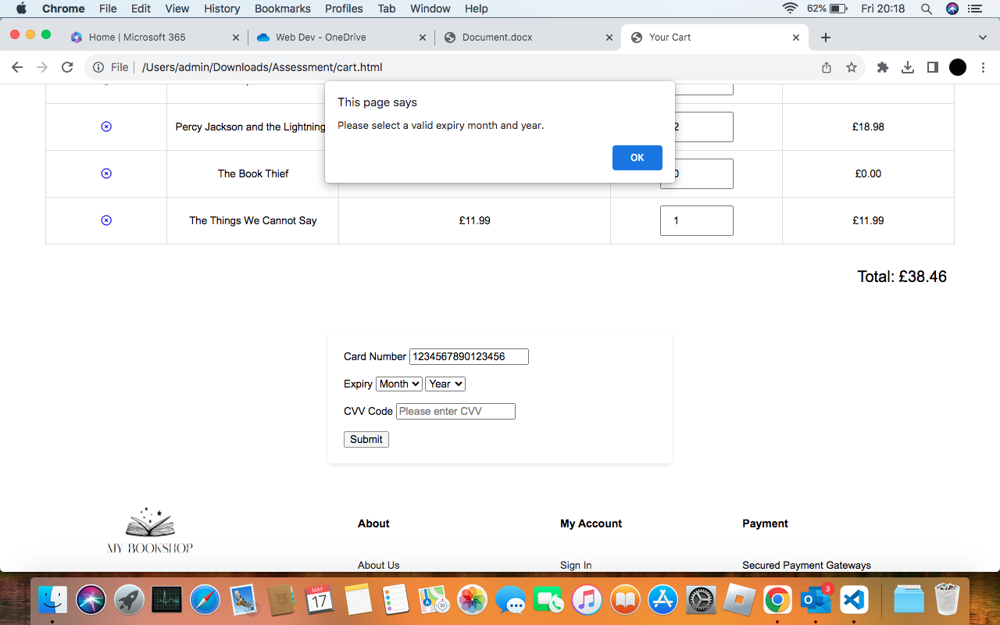 Chrome File Edit View History Bookmarks Profiles Tab Window Help 62% Fri 20:18
Home | Microsoft 365 Web Dev - OneDrive Document.docx Your Cart
File /Users/admin/Downloads/Assessment/cart.html
This page says
Please select a valid expiry month and year.
OK
Percy Jackson and the Lightning 2 £18.98
The Book Thief 0 £0.00
The Things We Cannot Say £11.99 1 £11.99
Total: £38.46
Card Number 1234567890123456
Expiry Month Year
CVV Code Please enter CVV
Submit
MY BOOKSHOP
About My Account Payment
About Us Sign In Secured Payment Gateways
MAY
17
3